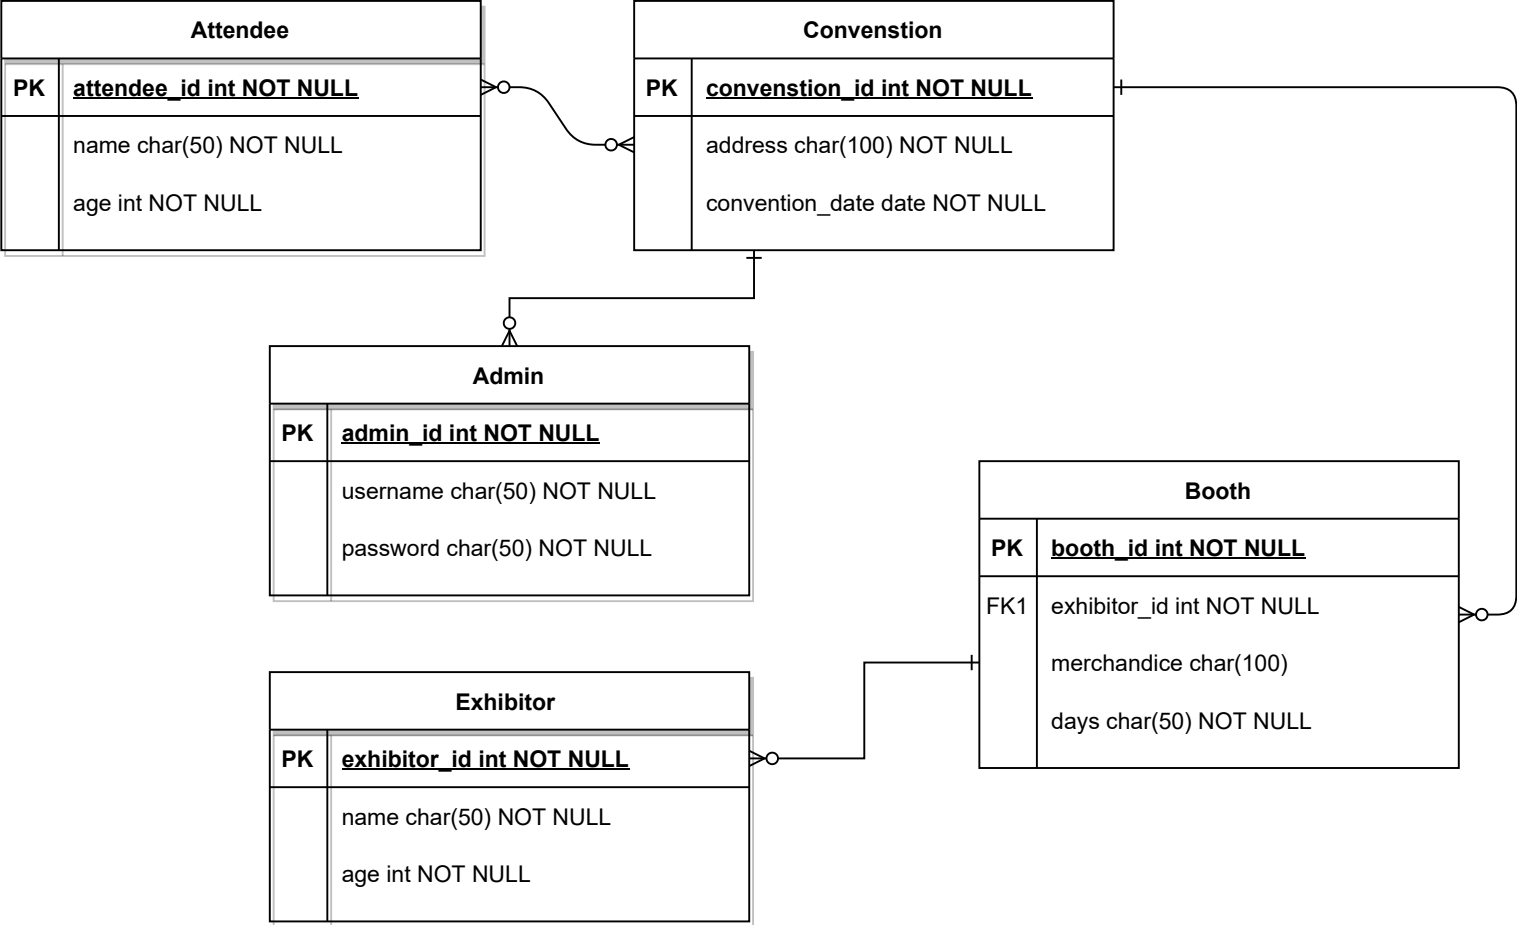 Attendee
PK attendee_id int NOT NULL
name char(50) NOT NULL
age int NOT NULL
Convenstion
PK convenstion_id int NOT NULL
address char(100) NOT NULL
convention_date date NOT NULL
Admin
PK admin_id int NOT NULL
username char(50) NOT NULL
password char(50) NOT NULL
Booth
PK booth_id int NOT NULL
FK1 exhibitor_id int NOT NULL
merchandice char(100)
days char(50) NOT NULL
Exhibitor
PK exhibitor_id int NOT NULL
name char(50) NOT NULL
age int NOT NULL